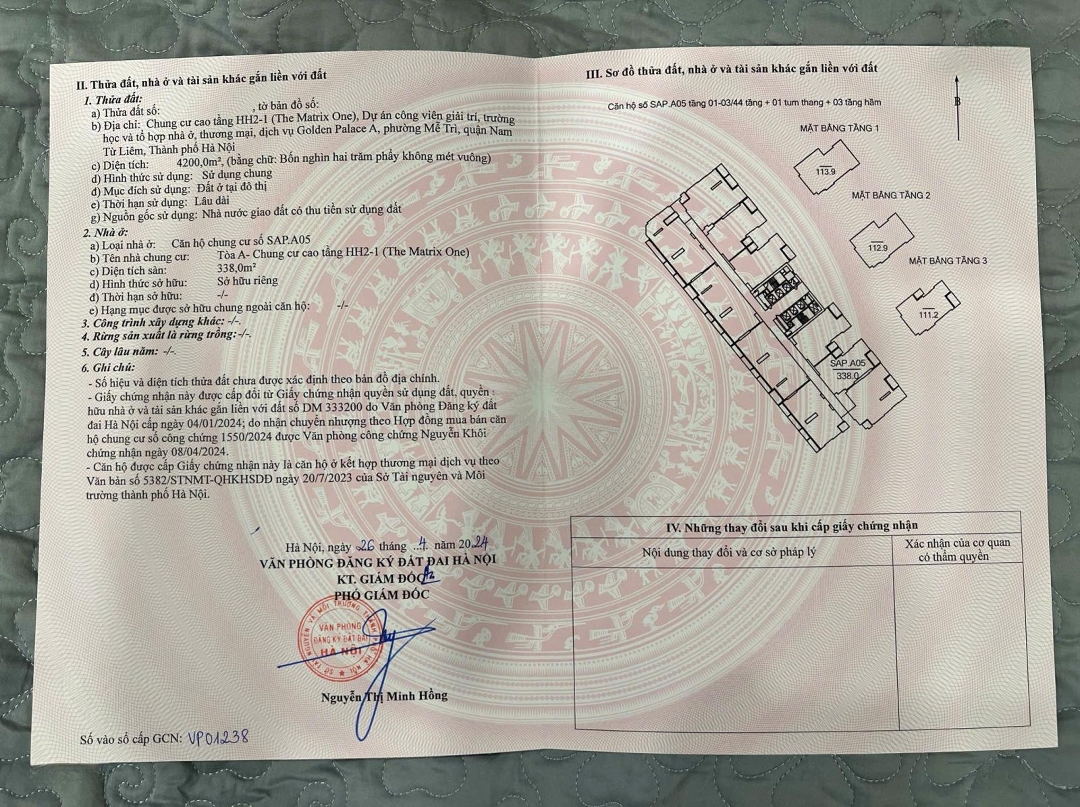 II. Thửa đất, nhà ở và tài sản khác gắn liền với đất
1. Thửa đất:
a) Thửa đất số: , tờ bản đồ số:
b) Địa chỉ: Chung cư cao tầng HH2-1 (The Matrix One), Dự án công viên giải trí, trường
học và tổ hợp nhà ở, thương mại, dịch vụ Golden Palace A, phường Mễ Trì, quận Nam
Từ Liêm, Thành phố Hà Nội
c) Diện tích: 4200,0m², (bằng chữ: Bốn nghìn hai trăm phẩy không mét vuông)
d) Hình thức sử dụng: Sử dụng chung
đ) Mục đích sử dụng: Đất ở tại đô thị
e) Thời hạn sử dụng: Lâu dài
g) Nguồn gốc sử dụng: Nhà nước giao đất có thu tiền sử dụng đất
2. Nhà ở:
a) Loại nhà ở: Căn hộ chung cư số SAP.A05
b) Tên nhà chung cư: Tòa A- Chung cư cao tầng HH2-1 (The Matrix One)
c) Diện tích sàn: 338,0m²
d) Hình thức sở hữu: Sở hữu riêng
đ) Thời hạn sở hữu: -/-
e) Hạng mục được sở hữu chung ngoài căn hộ: -/-
3. Công trình xây dựng khác: -/-.
4. Rừng sản xuất là rừng trồng:-/-.
5. Cây lâu năm: -/-.
6. Ghi chú:
- Số hiệu và diện tích thửa đất chưa được xác định theo bản đồ địa chính.
- Giấy chứng nhận này được cấp đổi từ Giấy chứng nhận quyền sử dụng đất, quyền
hữu nhà ở và tài sản khác gắn liền với đất số DM 333200 do Văn phòng Đăng ký đất
đai Hà Nội cấp ngày 04/01/2024; do nhận chuyển nhượng theo Hợp đồng mua bán căn
hộ chung cư số công chứng 1550/2024 được Văn phòng công chứng Nguyễn Khôi
chứng nhận ngày 08/04/2024.
- Căn hộ được cấp Giấy chứng nhận này là căn hộ ở kết hợp thương mại dịch vụ theo
Văn bản số 5382/STNMT-QHKHSDĐ ngày 20/7/2023 của Sở Tài nguyên và Môi
trường thành phố Hà Nội.
Hà Nội, ngày 26 tháng .4. năm 2024
VĂN PHÒNG ĐĂNG KÝ ĐẤT ĐAI HÀ NỘI
KT. GIÁM ĐỐC
PHÓ GIÁM ĐỐC
VĂN PHÒNG
ĐĂNG KÝ ĐẤT ĐAI
HÀ NỘI
Nguyễn Thị Minh Hồng
Số vào sổ cấp GCN: VP01238
III. Sơ đồ thửa đất, nhà ở và tài sản khác gắn liền với đất
Căn hộ số SAP.A05 tầng 01-03/44 tầng + 01 tum thang + 03 tầng hầm
B
MẶT BẰNG TẦNG 1
113.9
MẶT BẰNG TẦNG 2
112.9
MẶT BẰNG TẦNG 3
111.2
SAP.A05
338.0
IV. Những thay đổi sau khi cấp giấy chứng nhận
Nội dung thay đổi và cơ sở pháp lý
Xác nhận của cơ quan
có thẩm quyền